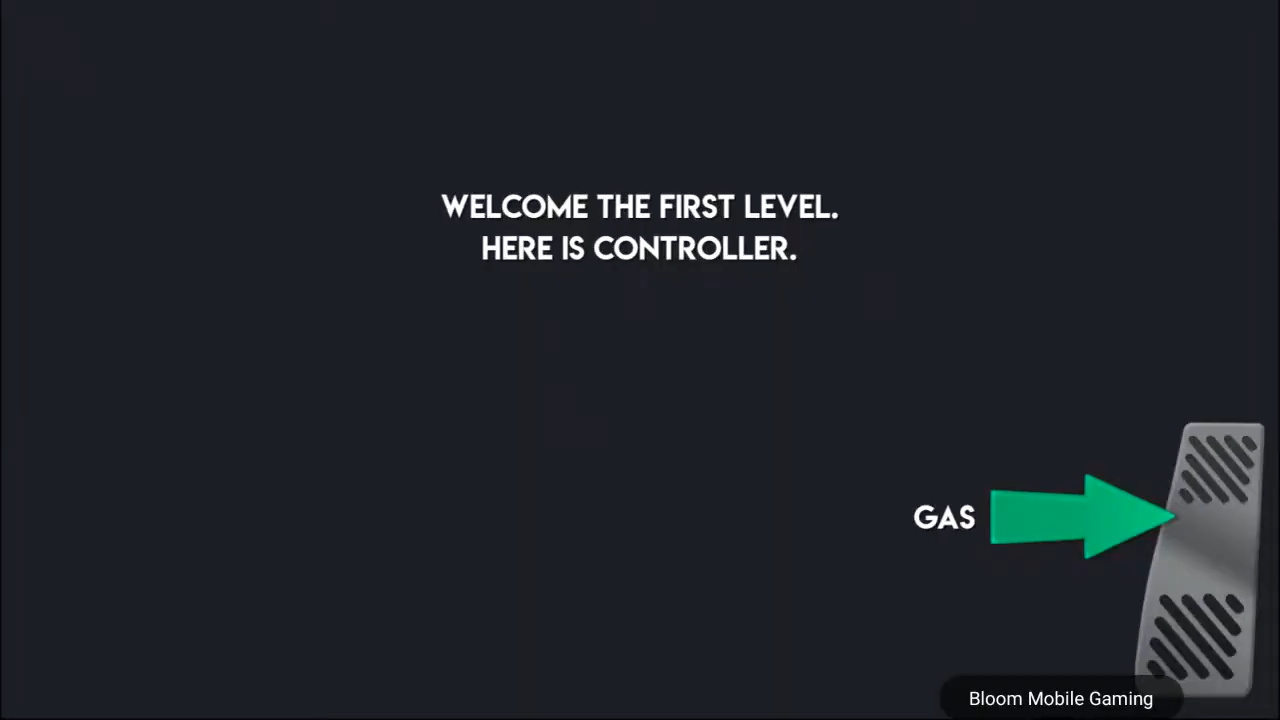 WELCOME THE FIRST LEVEL.
HERE IS CONTROLLER.
GAS
Bloom Mobile Gaming